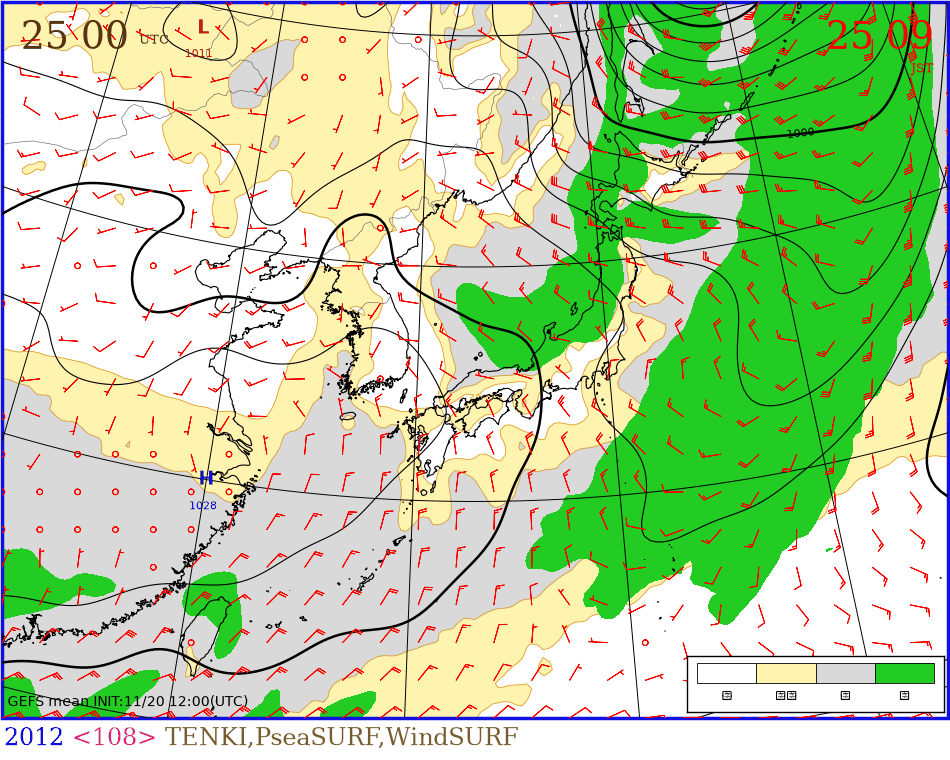 25 00 UTC
L
1011
25 09
JST
1000
H
1028
GEFS mean INIT:11/20 12:00(UTC)
2012 <108> TENKI,PseaSURF,WindSURF